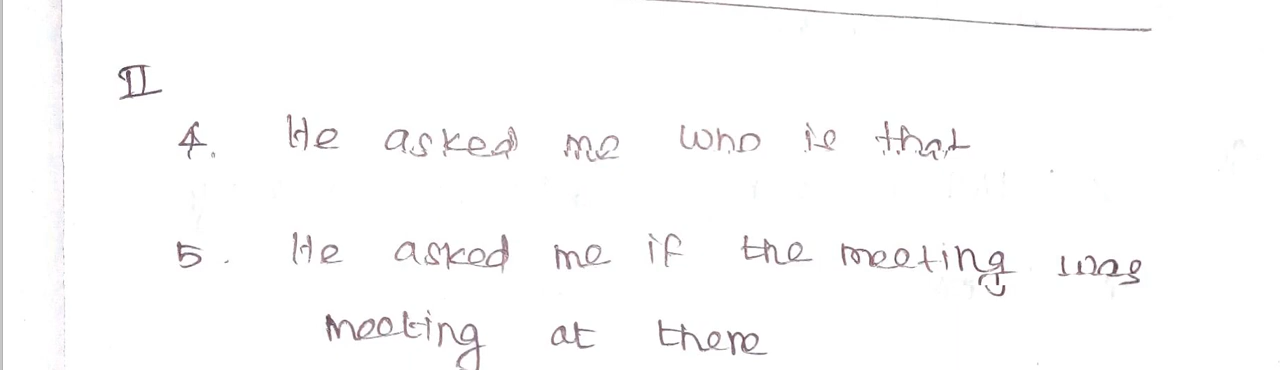 II
4. He asked me who is that
5. He asked me if the meeting was
meeting at there